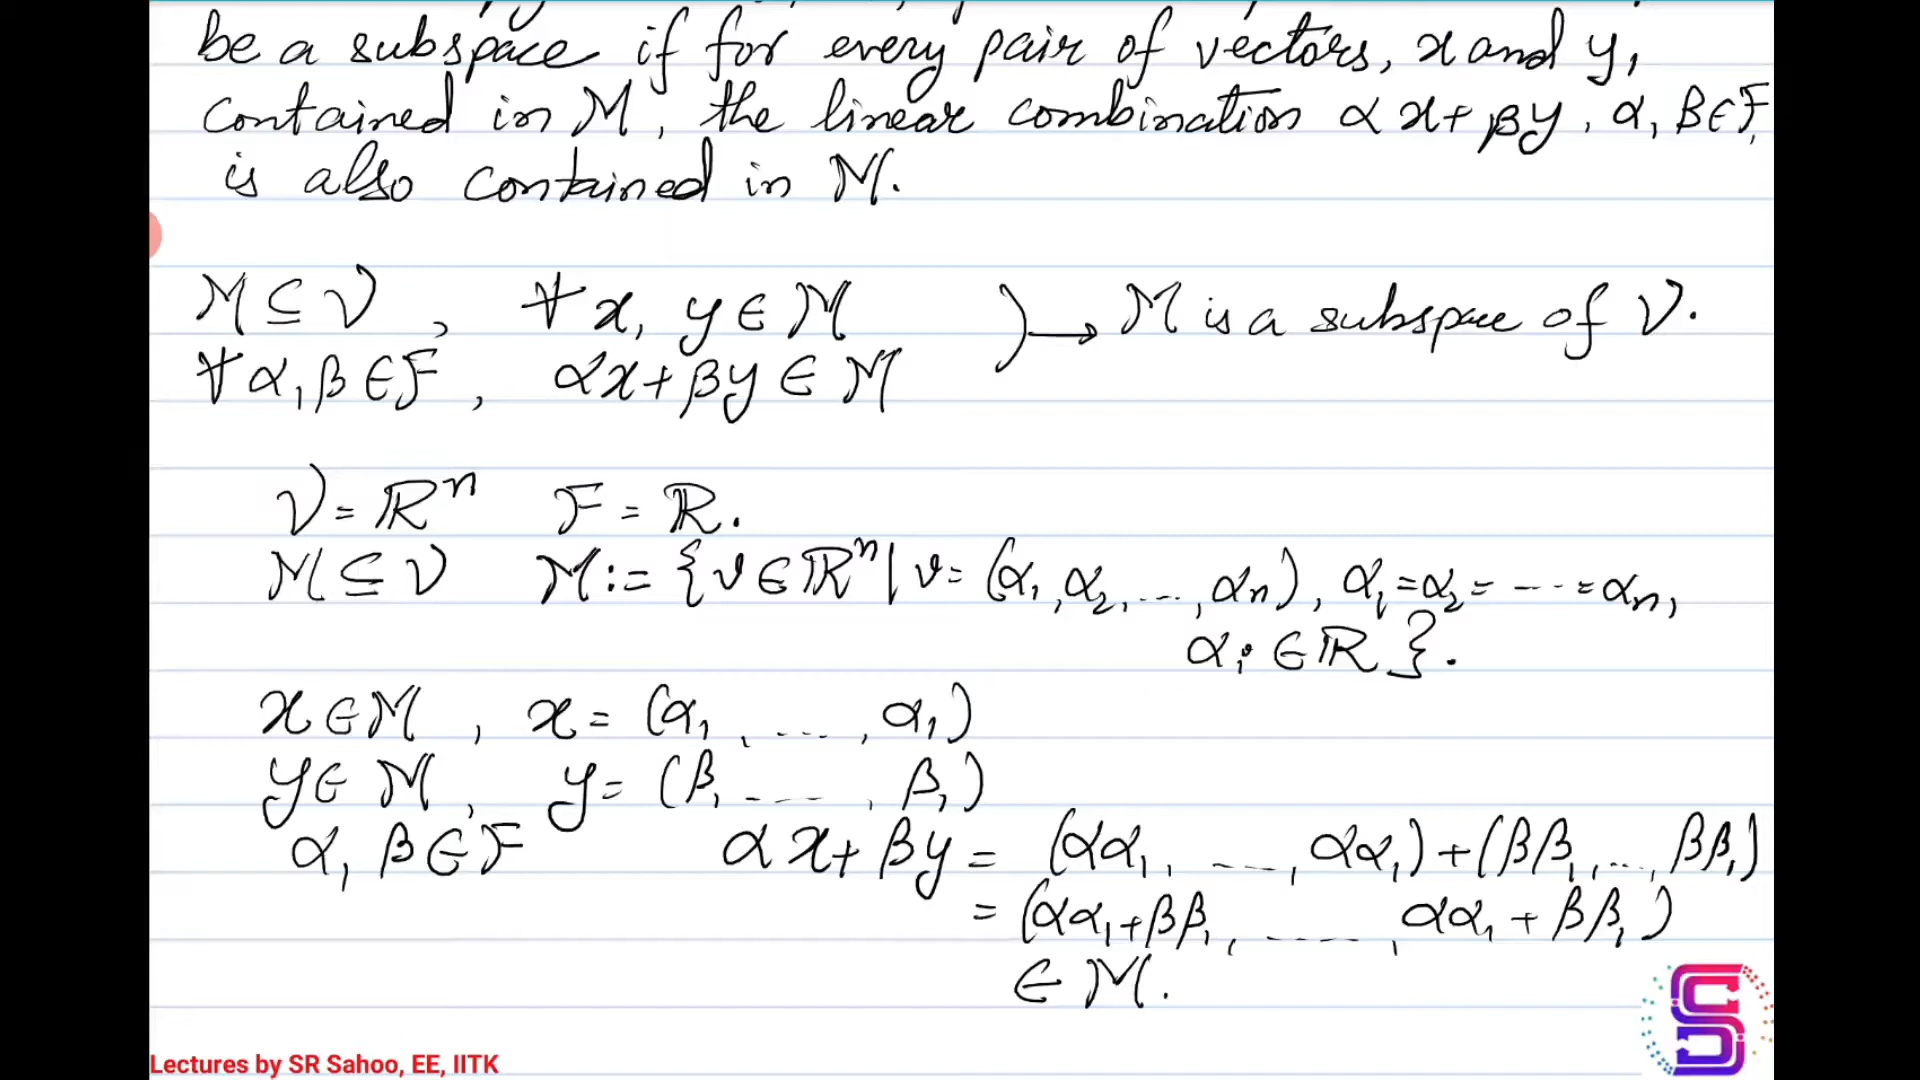 be a subspace if for every pair of vectors, x and y,
contained in M, the linear combination αx+βy, α, β∈F,
is also contained in M.
M⊆V, ∀x, y∈M ) → M is a subspace of V.
∀α, β∈F, αx+βy∈M
V=ℝⁿ F=ℝ.
M⊆V M:={v∈ℝⁿ|v=(α₁,α₂,...,αₙ), α₁=α₂=----=αₙ,
αᵢ∈ℝ}.
x∈M, x=(α₁,----,α₁)
y∈M, y=(β₁,----,β₁)
α, β∈F αx+βy=(αα₁,----,αα₁)+(ββ₁,...,ββ₁)
=(αα₁+ββ₁,-----,αα₁+ββ₁)
∈M.
Lectures by SR Sahoo, EE, IITK